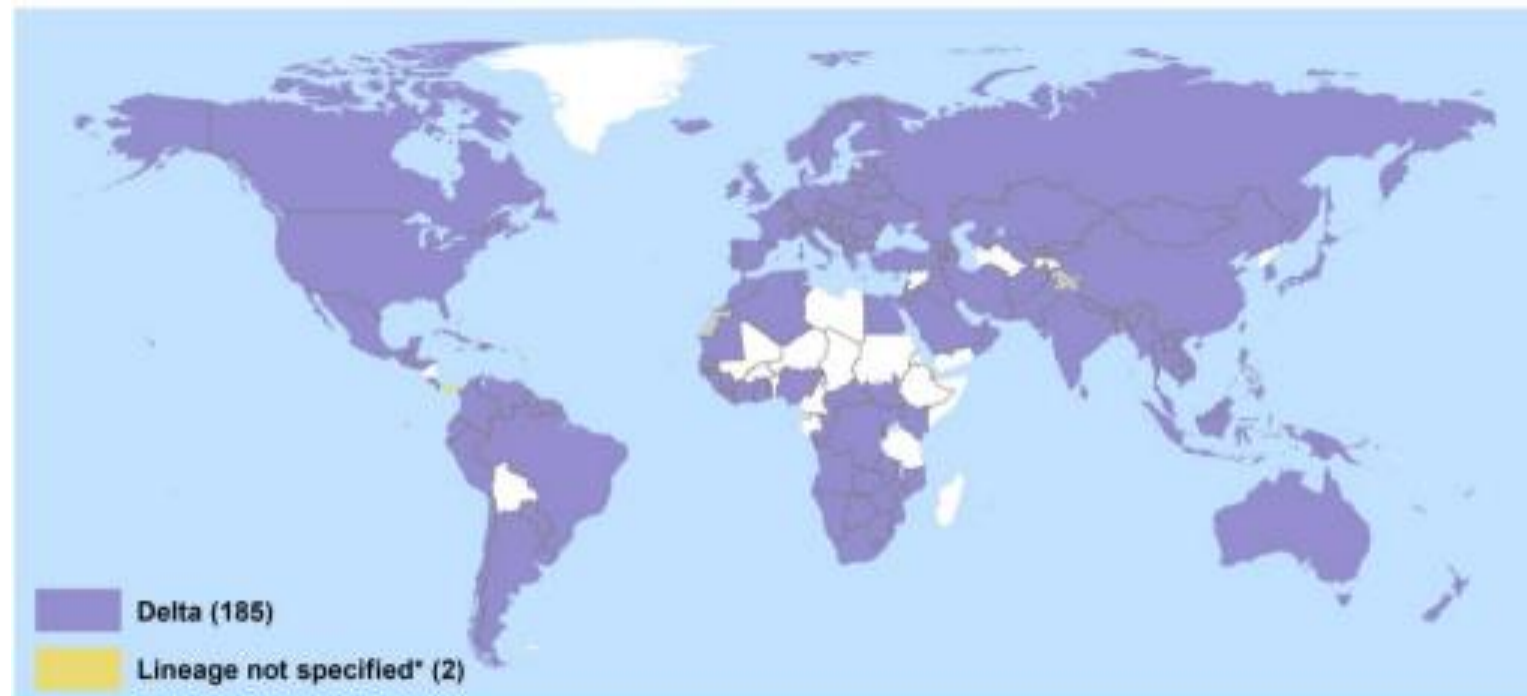 Delta (185)
Lineage not specified* (2)